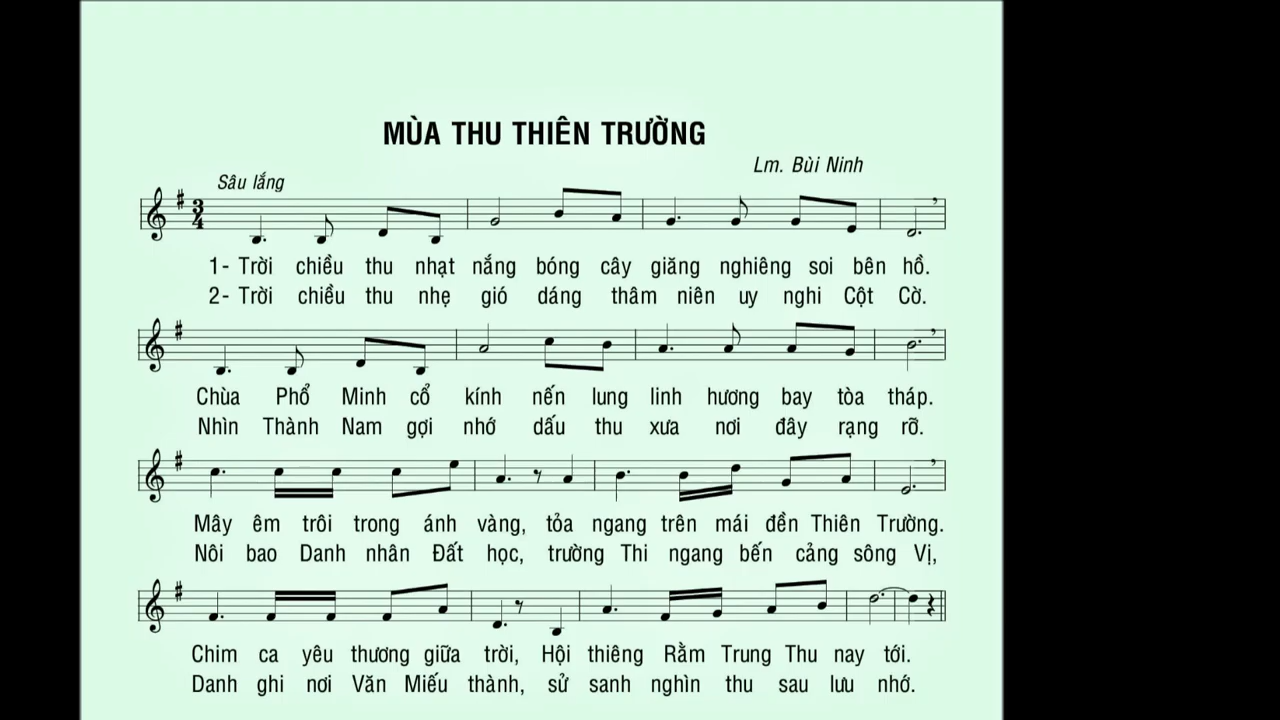 MÙA THU THIÊN TRƯỜNG
Lm. Bùi Ninh
Sâu lắng
3
4
1- Trời chiều thu nhạt nắng bóng cây giăng nghiêng soi bên hồ.
2- Trời chiều thu nhẹ gió dáng thâm niên uy nghi Cột Cờ.
Chùa Phổ Minh cổ kính nến lung linh hương bay tòa tháp.
Nhìn Thành Nam gợi nhớ dấu thu xưa nơi đây rạng rỡ.
Mây êm trôi trong ánh vàng, tỏa ngang trên mái đền Thiên Trường.
Nôi bao Danh nhân Đất học, trường Thi ngang bến cảng sông Vị,
Chim ca yêu thương giữa trời, Hội thiêng Rằm Trung Thu nay tới.
Danh ghi nơi Văn Miếu thành, sử sanh nghìn thu sau lưu nhớ.